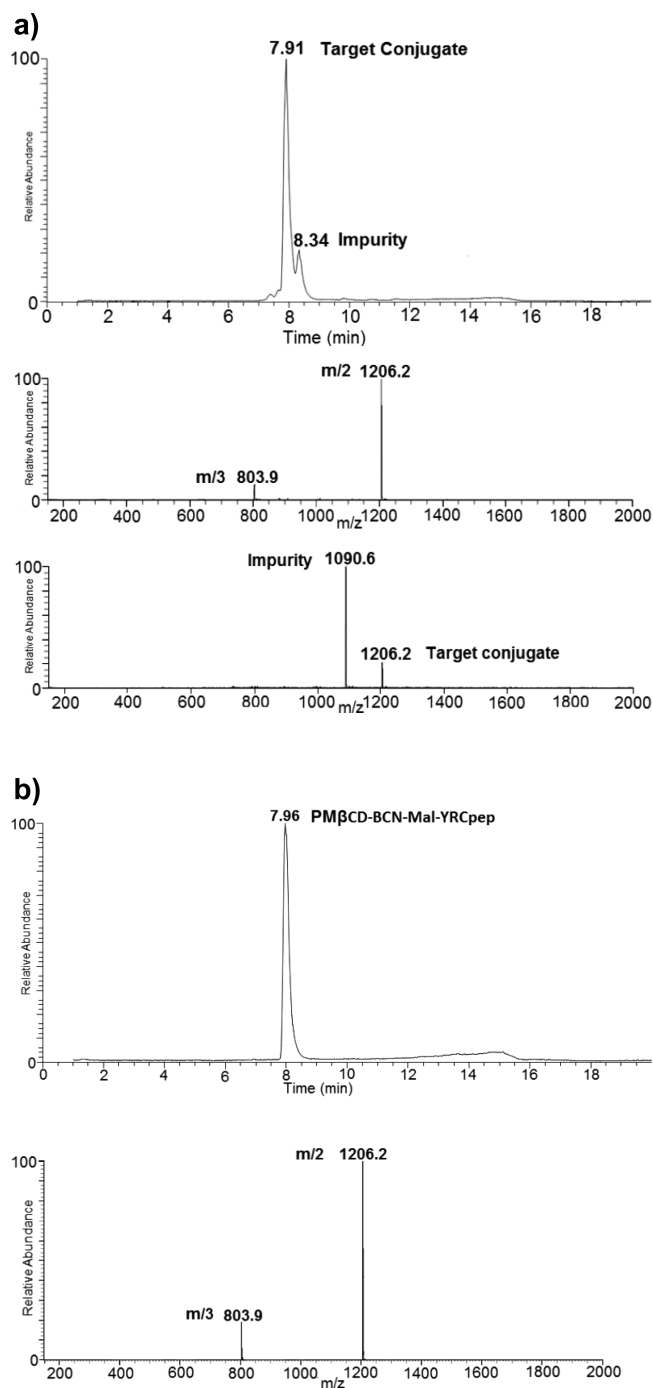 a)
7.91 Target Conjugate
100
Relative Abundance
8.34 Impurity
0
0 2 4 6 8 10 12 14 16 18
Time (min)
m/2 1206.2
100
Relative Abundance
m/3 803.9
0
200 400 600 800 1000 1200 1400 1600 1800 2000
m/z
Impurity 1090.6
100
Relative Abundance
1206.2 Target conjugate
0
200 400 600 800 1000 1200 1400 1600 1800 2000
m/z
b)
7.96 PMβCD-BCN-Mal-YRCpep
100
Relative Abundance
0
0 2 4 6 8 10 12 14 16 18
Time (min)
m/2 1206.2
100
Relative Abundance
m/3 803.9
0
200 400 600 800 1000 1200 1400 1600 1800 2000
m/z